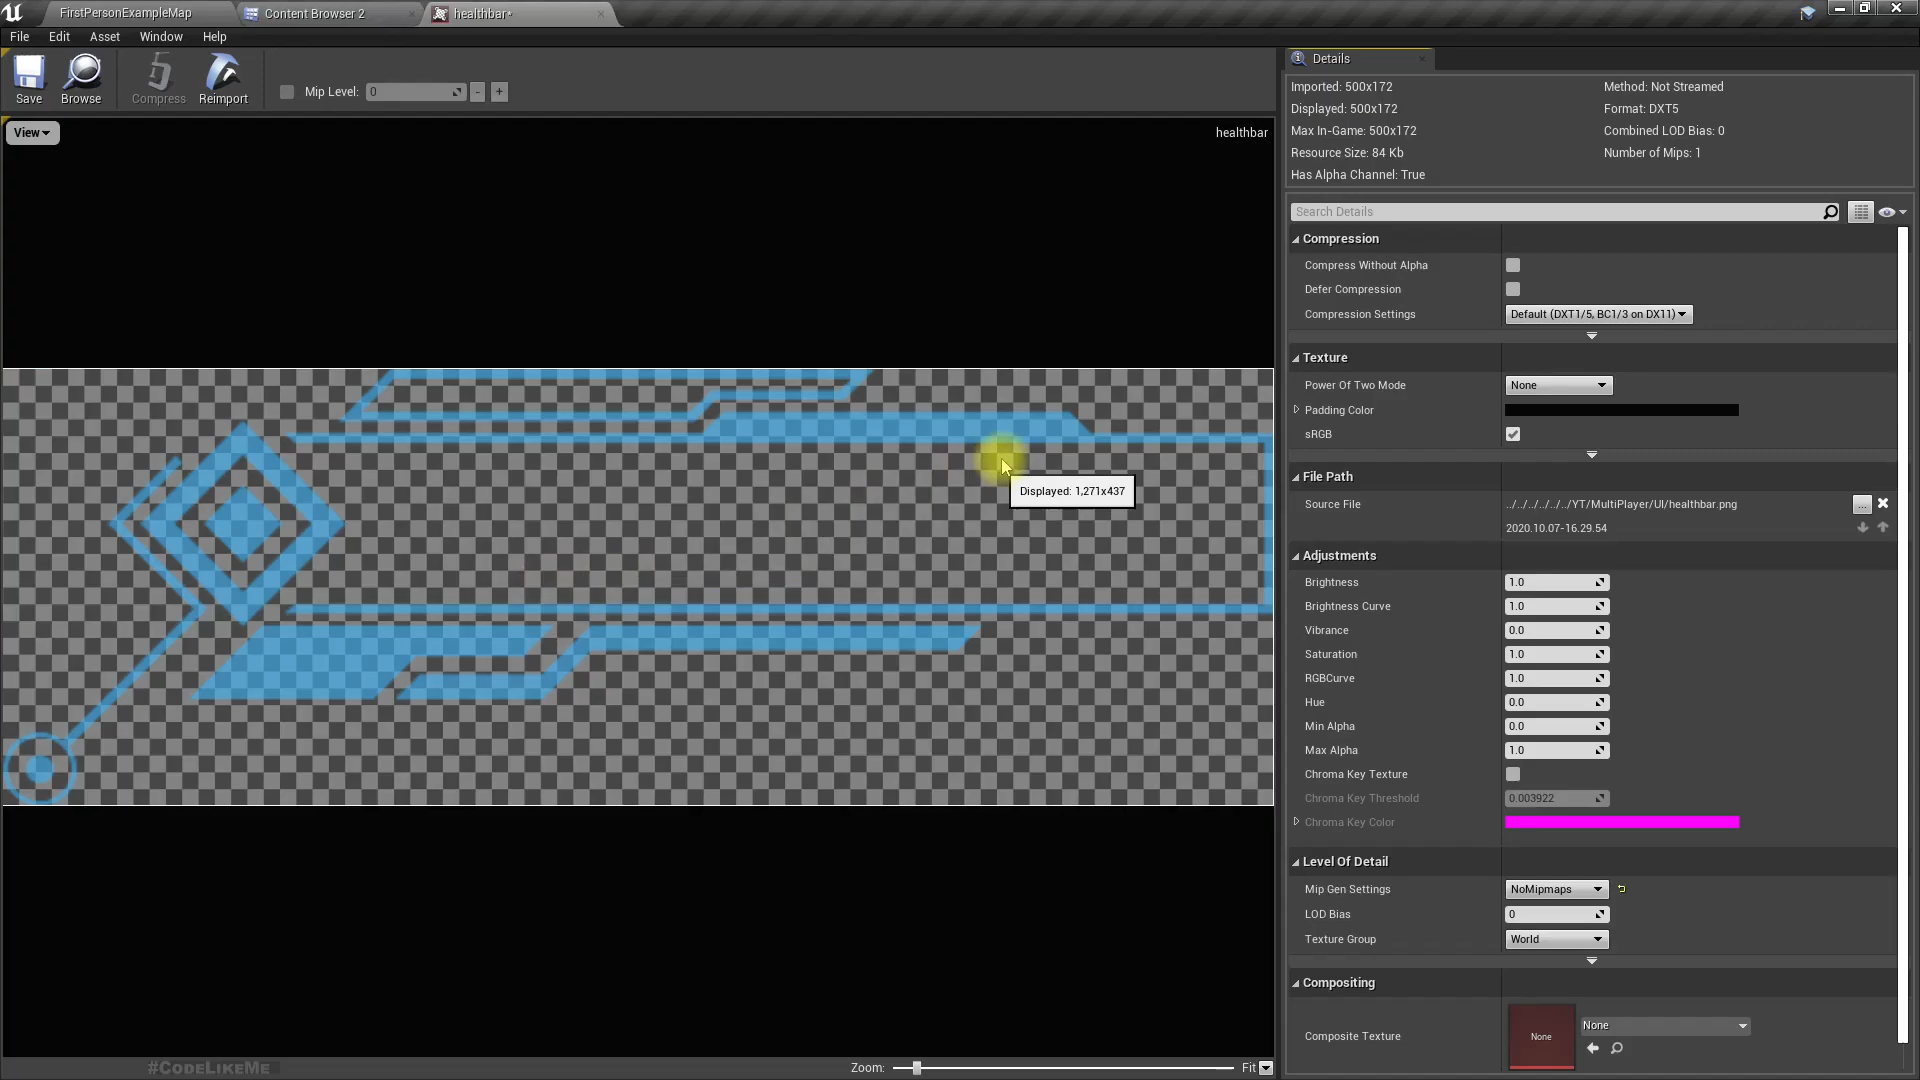 FirstPersonExampleMap
Content Browser 2
healthbar*
File Edit Asset Window Help
Save
Browse
Compress
Reimport
Mip Level:
0
-
+
View
healthbar
Displayed: 1,271x437
#CodeLikeMe
Zoom:
Fit
Details
Imported: 500x172
Method: Not Streamed
Displayed: 500x172
Format: DXT5
Max In-Game: 500x172
Combined LOD Bias: 0
Resource Size: 84 Kb
Number of Mips: 1
Has Alpha Channel: True
Search Details
Compression
Compress Without Alpha
Defer Compression
Compression Settings
Default (DXT1/5, BC1/3 on DX11)
Texture
Power Of Two Mode
None
Padding Color
sRGB
File Path
Source File
../../../../../../YT/MultiPlayer/UI/healthbar.png
...
2020.10.07-16.29.54
Adjustments
Brightness
1.0
Brightness Curve
1.0
Vibrance
0.0
Saturation
1.0
RGBCurve
1.0
Hue
0.0
Min Alpha
0.0
Max Alpha
1.0
Chroma Key Texture
Chroma Key Threshold
0.003922
Chroma Key Color
Level Of Detail
Mip Gen Settings
NoMipmaps
LOD Bias
0
Texture Group
World
Compositing
Composite Texture
None
None